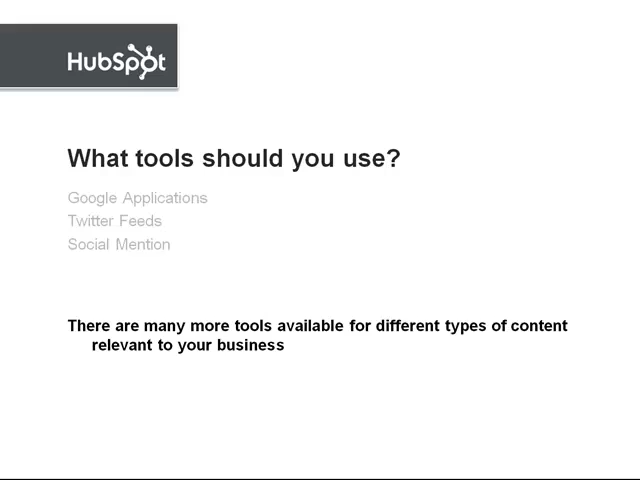 HubSpot
What tools should you use?
Google Applications
Twitter Feeds
Social Mention
There are many more tools available for different types of content
relevant to your business